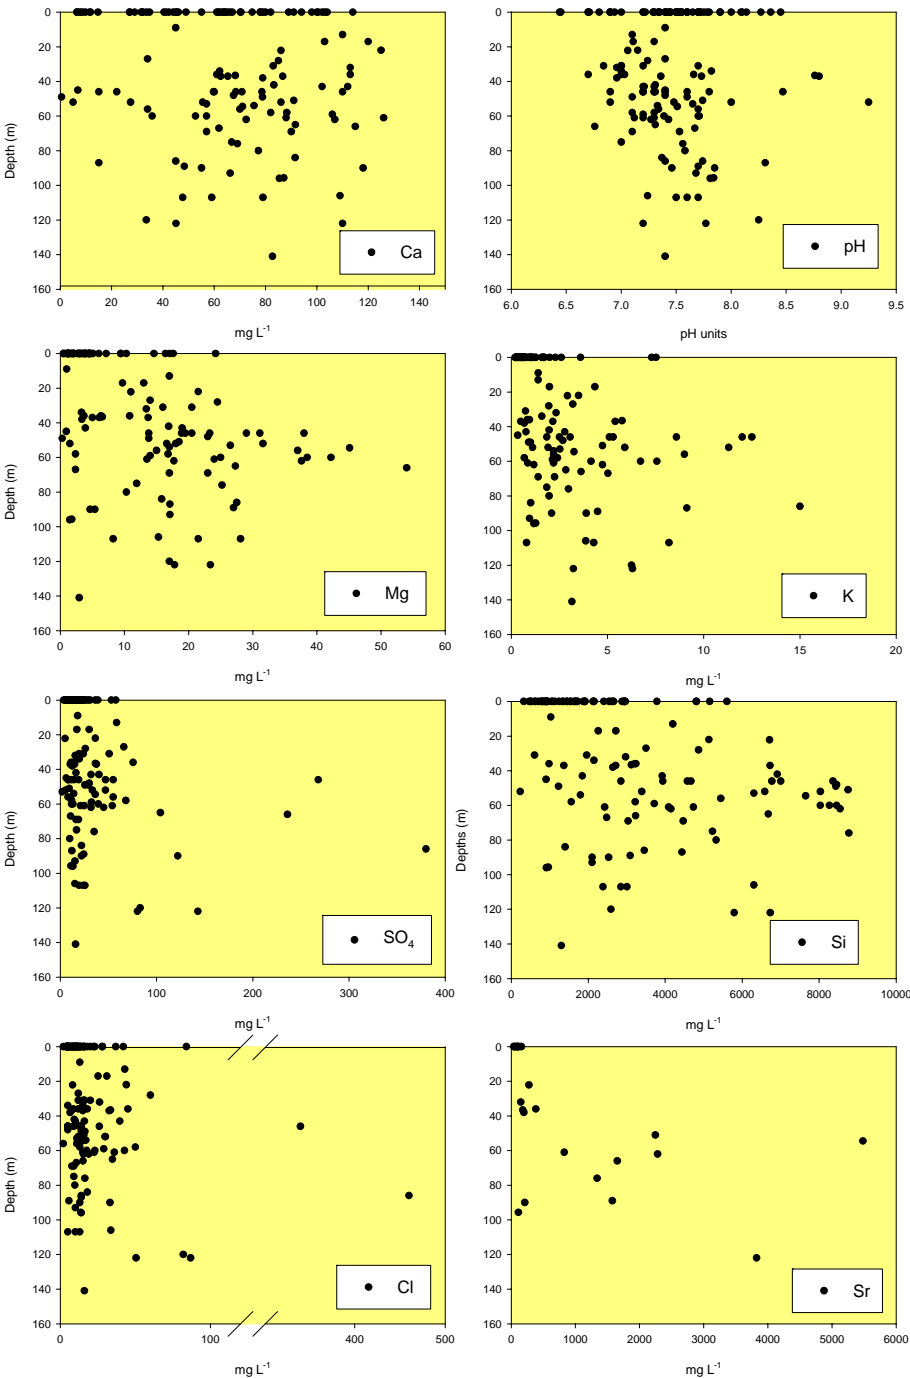 0
20
40
60
80
100
120
140
160
Depth (m)
0 20 40 60 80 100 120 140
mg L-1
Ca
0
20
40
60
80
100
120
140
160
6.0 6.5 7.0 7.5 8.0 8.5 9.0 9.5
pH units
pH
0
20
40
60
80
100
120
140
160
Depth (m)
0 10 20 30 40 50 60
mg L-1
Mg
0
20
40
60
80
100
120
140
160
0 5 10 15 20
mg L-1
K
0
20
40
60
80
100
120
140
160
Depth (m)
0 100 200 300 400
mg L-1
SO4
0
20
40
60
80
100
120
140
160
Depths (m)
0 2000 4000 6000 8000 10000
mg L-1
Si
0
20
40
60
80
100
120
140
160
Depth (m)
0 100 400 500
mg L-1
Cl
0
20
40
60
80
100
120
140
160
0 1000 2000 3000 4000 5000 6000
mg L-1
Sr